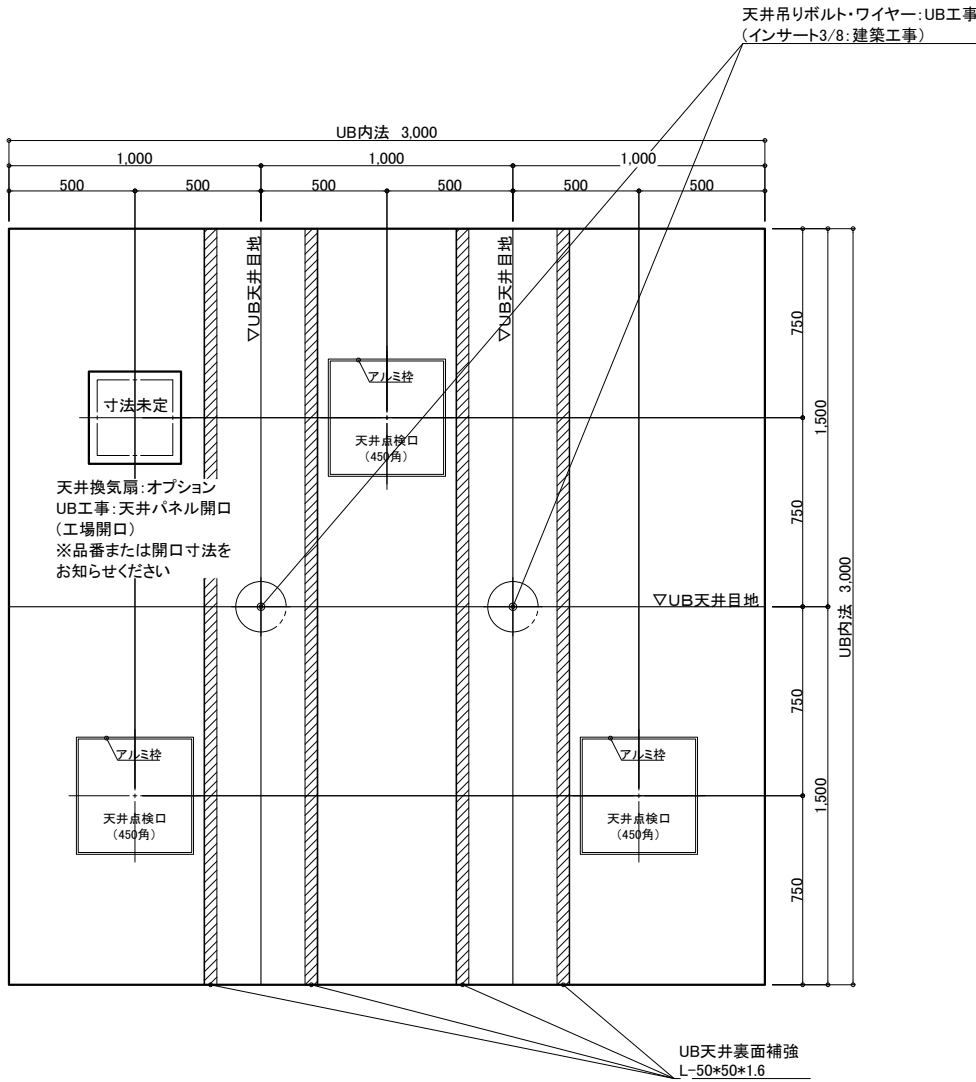 天井吊りボルト・ワイヤー：UB工事
（インサート3/8：建築工事）
UB内法 3,000
1,000
1,000
1,000
500
500
500
500
500
500
▽UB天井目地
▽UB天井目地
750
アルミ枠
寸法未定
1,500
天井点検口
（450角）
天井換気扇：オプション
UB工事：天井パネル開口
（工場開口）
※品番または開口寸法を
お知らせください
750
▽UB天井目地
UB内法 3,000
750
アルミ枠
アルミ枠
1,500
天井点検口
（450角）
天井点検口
（450角）
750
UB天井裏面補強
L-50*50*1.6